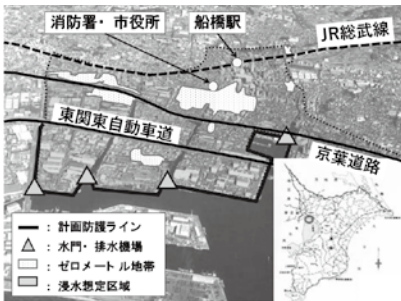 消防署・市役所
船橋駅
JR総武線
東関東自動車道
京葉道路
：計画防護ライン
：水門・排水機場
：ゼロメートル地帯
：浸水想定区域